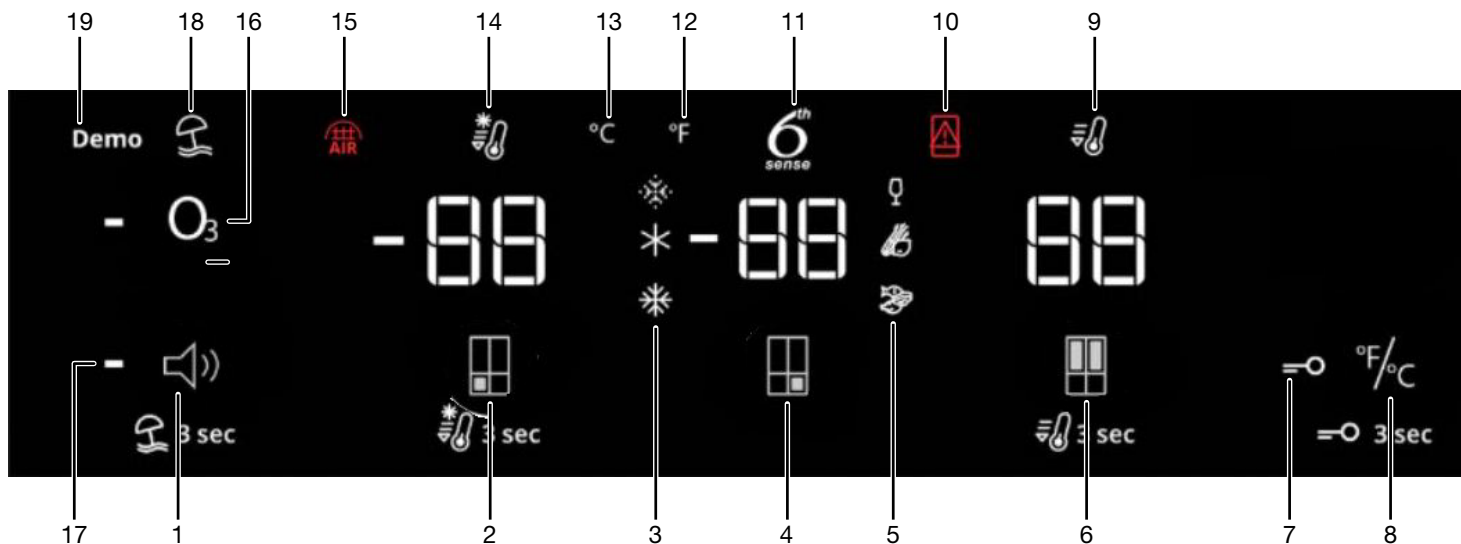 19 18 16 15 14 13 12 11 10 9
Demo AIR °C °F 6th sense
- O3 -88 -88 88
- °F/°C
3 sec 3 sec 3 sec 3 sec
17 1 2 3 4 5 6 7 8